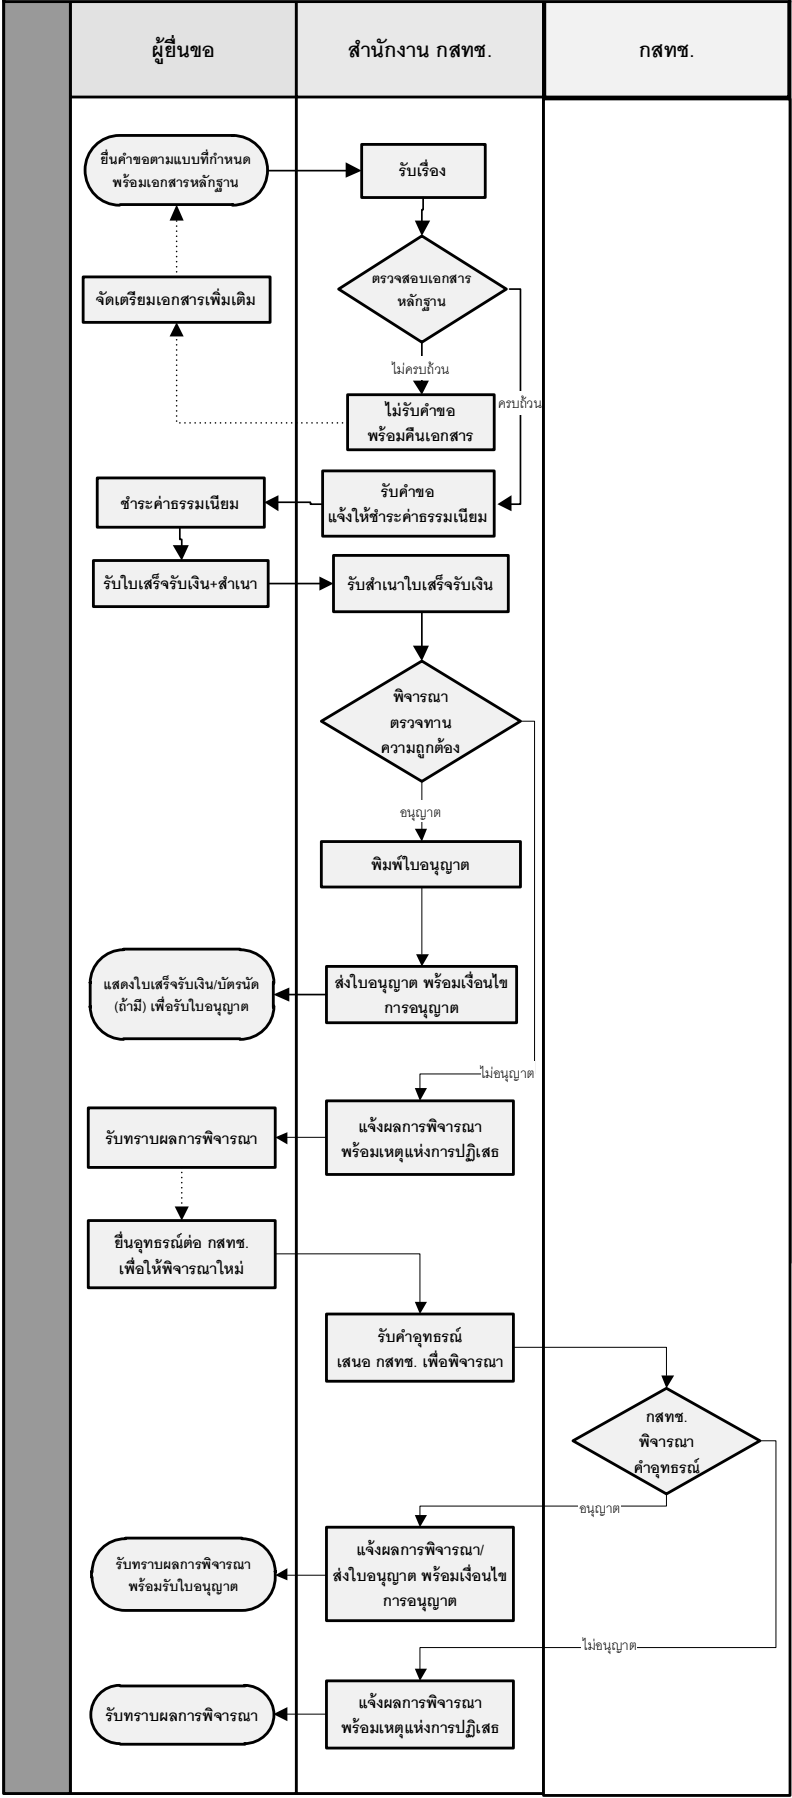 ผู้ยื่นขอ
สำนักงาน กสทช.
กสทช.
ยื่นคำขอตามแบบที่กำหนด
พร้อมเอกสารหลักฐาน
รับเรื่อง
ตรวจสอบเอกสาร
หลักฐาน
จัดเตรียมเอกสารเพิ่มเติม
ไม่ครบถ้วน
ครบถ้วน
ไม่รับคำขอ
พร้อมคืนเอกสาร
ชำระค่าธรรมเนียม
รับคำขอ
แจ้งให้ชำระค่าธรรมเนียม
รับใบเสร็จรับเงิน+สำเนา
รับสำเนาใบเสร็จรับเงิน
พิจารณา
ตรวจทาน
ความถูกต้อง
อนุญาต
พิมพ์ใบอนุญาต
แสดงใบเสร็จรับเงิน/บัตรนัด
(ถ้ามี) เพื่อรับใบอนุญาต
ส่งใบอนุญาต พร้อมเงื่อนไข
การอนุญาต
ไม่อนุญาต
รับทราบผลการพิจารณา
แจ้งผลการพิจารณา
พร้อมเหตุแห่งการปฏิเสธ
ยื่นอุทธรณ์ต่อ กสทช.
เพื่อให้พิจารณาใหม่
รับคำอุทธรณ์
เสนอ กสทช. เพื่อพิจารณา
กสทช.
พิจารณา
คำอุทธรณ์
อนุญาต
รับทราบผลการพิจารณา
พร้อมรับใบอนุญาต
แจ้งผลการพิจารณา/
ส่งใบอนุญาต พร้อมเงื่อนไข
การอนุญาต
ไม่อนุญาต
รับทราบผลการพิจารณา
แจ้งผลการพิจารณา
พร้อมเหตุแห่งการปฏิเสธ